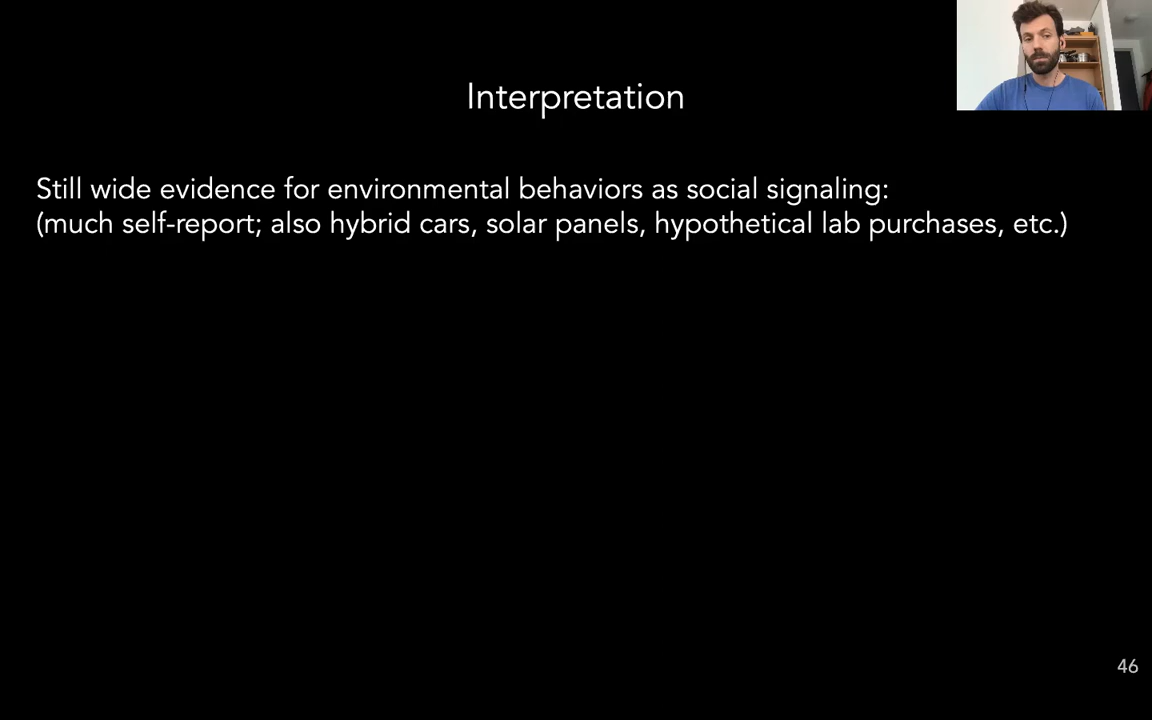 Interpretation
Still wide evidence for environmental behaviors as social signaling:
(much self-report; also hybrid cars, solar panels, hypothetical lab purchases, etc.)
46